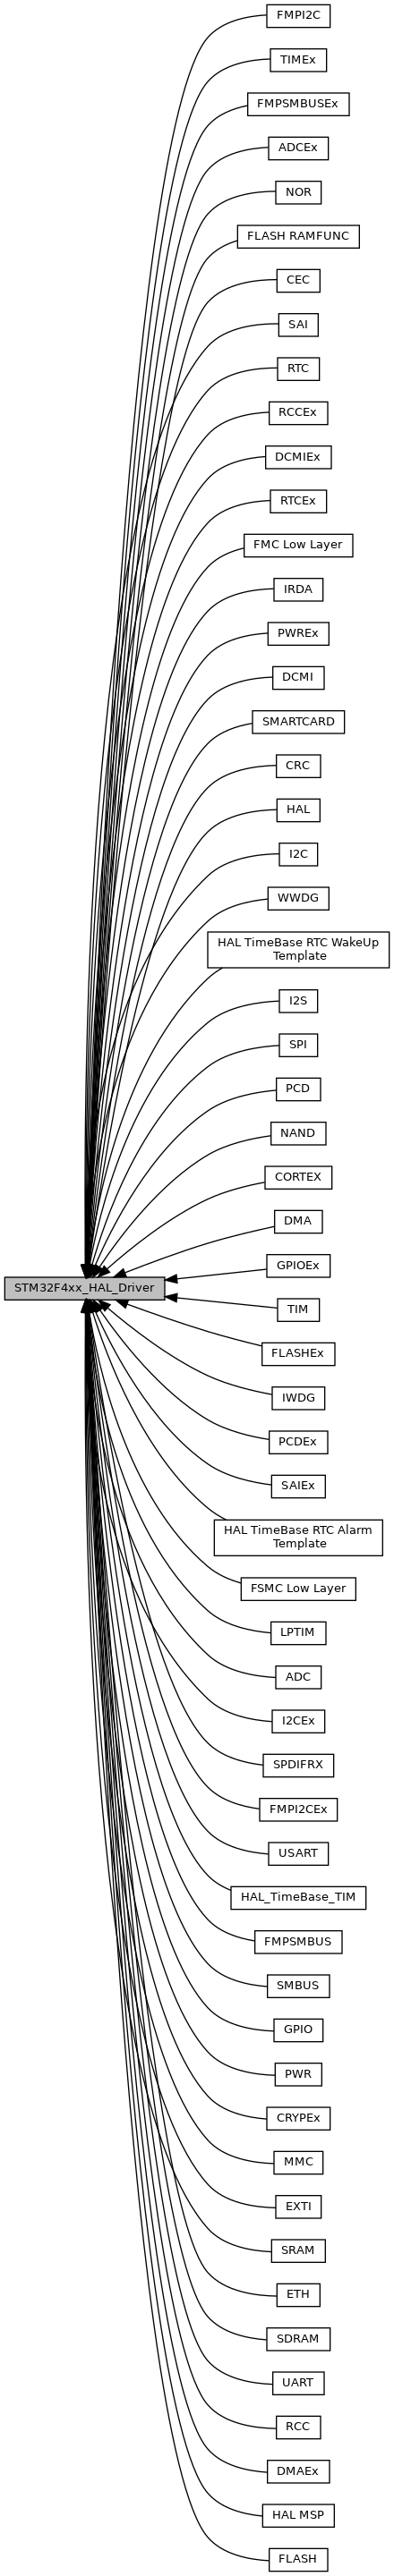 FMPI2C
TIMEx
FMPSMBUSEx
ADCEx
NOR
FLASH RAMFUNC
CEC
SAI
RTC
RCCEx
DCMIEx
RTCEx
FMC Low Layer
IRDA
PWREx
DCMI
SMARTCARD
CRC
HAL
I2C
WWDG
HAL TimeBase RTC WakeUp
Template
I2S
SPI
PCD
NAND
CORTEX
DMA
GPIOEx
STM32F4xx_HAL_Driver
TIM
FLASHEx
IWDG
PCDEx
SAIEx
HAL TimeBase RTC Alarm
Template
FSMC Low Layer
LPTIM
ADC
I2CEx
SPDIFRX
FMPI2CEx
USART
HAL_TimeBase_TIM
FMPSMBUS
SMBUS
GPIO
PWR
CRYPEx
MMC
EXTI
SRAM
ETH
SDRAM
UART
RCC
DMAEx
HAL MSP
FLASH